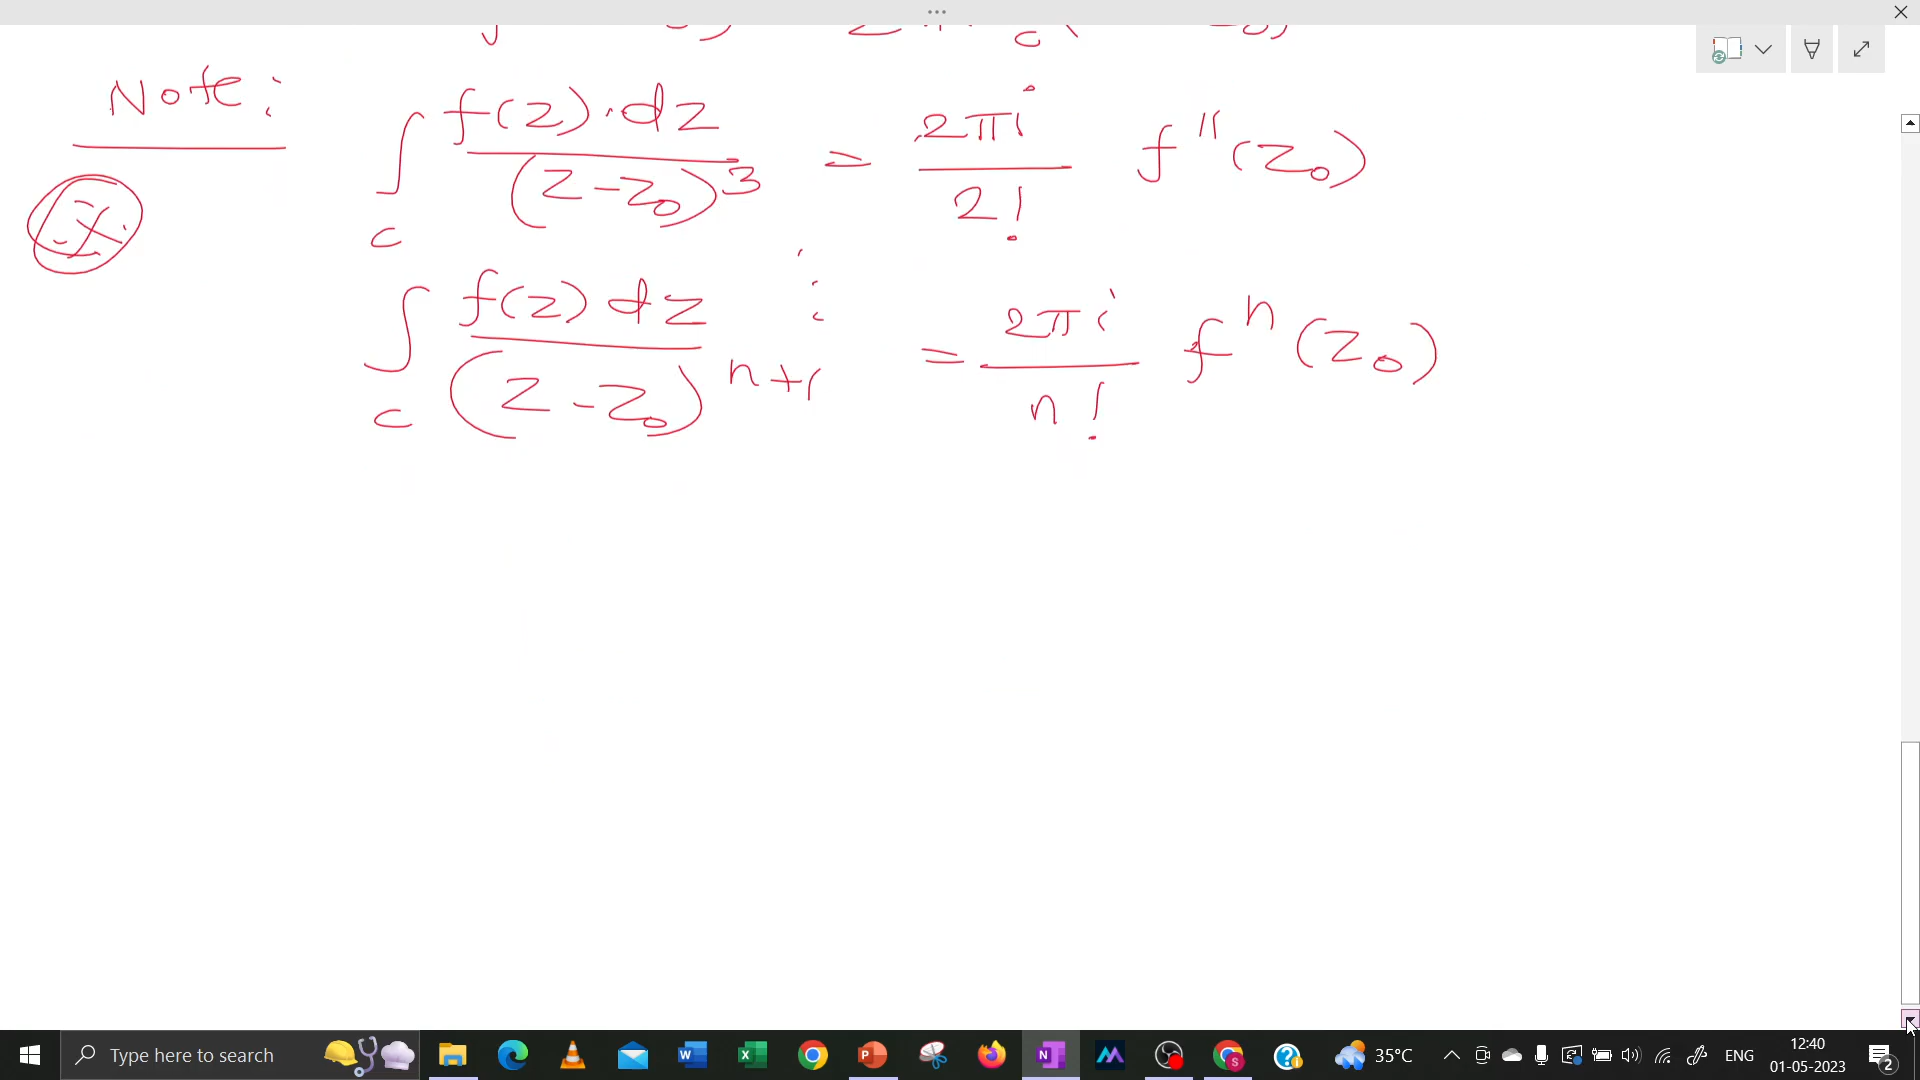 Note:
∫_c f(z)·dz / (z-z₀)³ = 2πi / 2! f''(z₀)
∫_c f(z) dz / (z-z₀)^(n+1) = 2πi / n! f^n (z₀)
Type here to search
35°C
ENG
12:40
01-05-2023
2